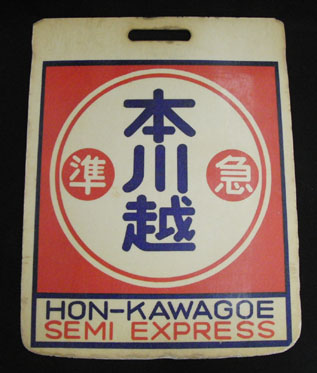 本川越
準 急
HON-KAWAGOE
SEMI EXPRESS